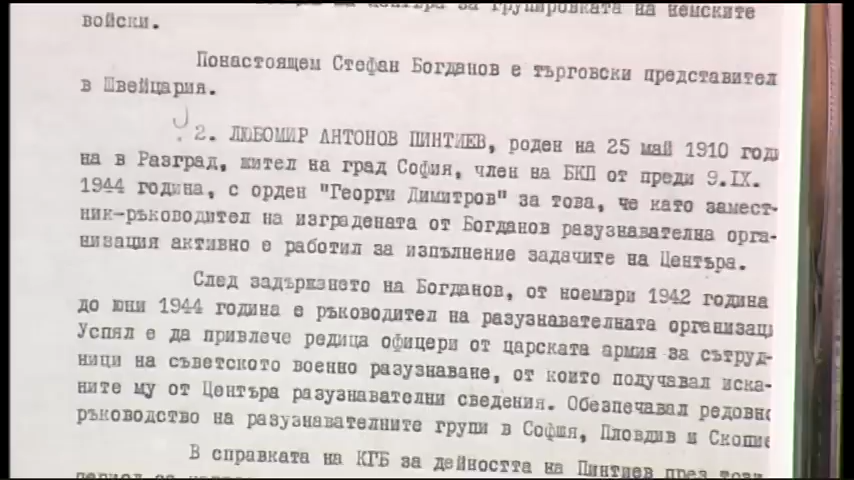 за групировката на немските
войски.
Понастоящем Стефан Богданов е търговски представител
в Швейцария.
2. ЛЮБОМИР АНТОНОВ ПИНТИЕВ, роден на 25 май 1910 годи
на в Разград, жител на град София, член на БКП от преди 9.IX.
1944 година, с орден "Георги Димитров" за това, че като замест-
ник-ръководител на изградената от Богданов разузнавателна орга-
низация активно е работил за изпълнение задачите на Центъра.
След задържането на Богданов, от ноември 1942 година
до юни 1944 година е ръководител на разузнавателната организаци
Успял е да привлече редица офицери от царската армия за сътруд-
ници на съветското военно разузнаване, от които получавал иска-
ните му от Центъра разузнавателни сведения. Обезпечавал редовно
ръководство на разузнавателните групи в София, Пловдив и Скопие
В справката на КГБ за дейността на Пинтиев през този
период